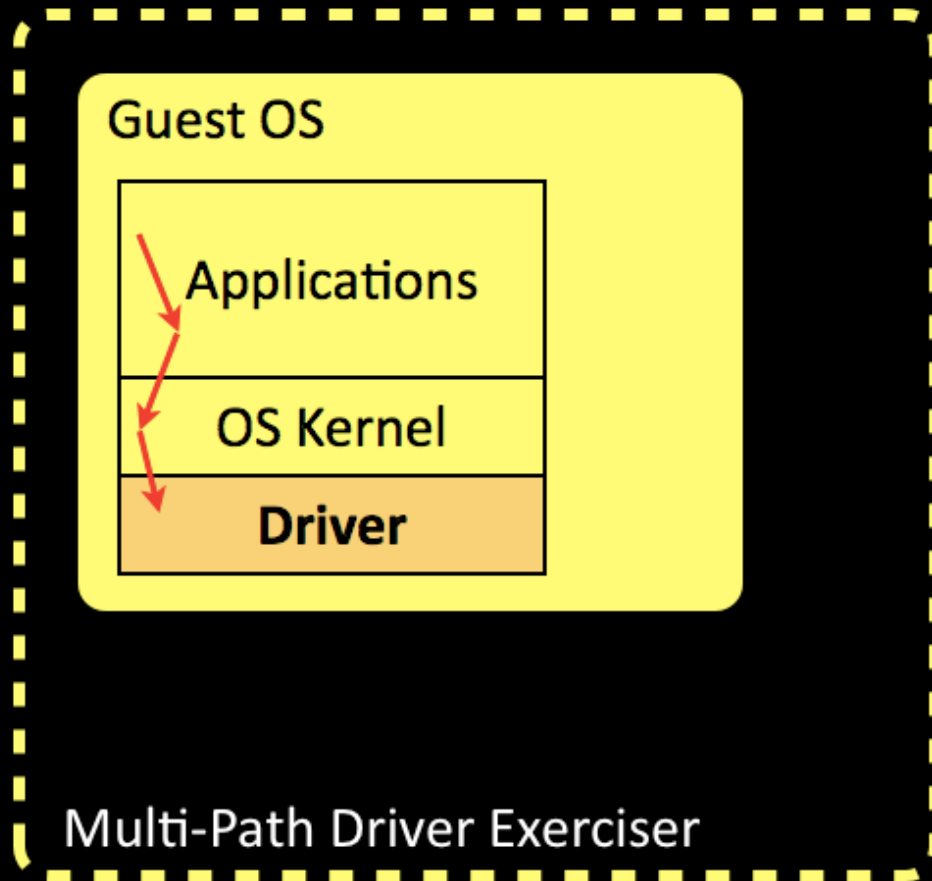 Guest OS
Applications
OS Kernel
Driver
Multi-Path Driver Exerciser